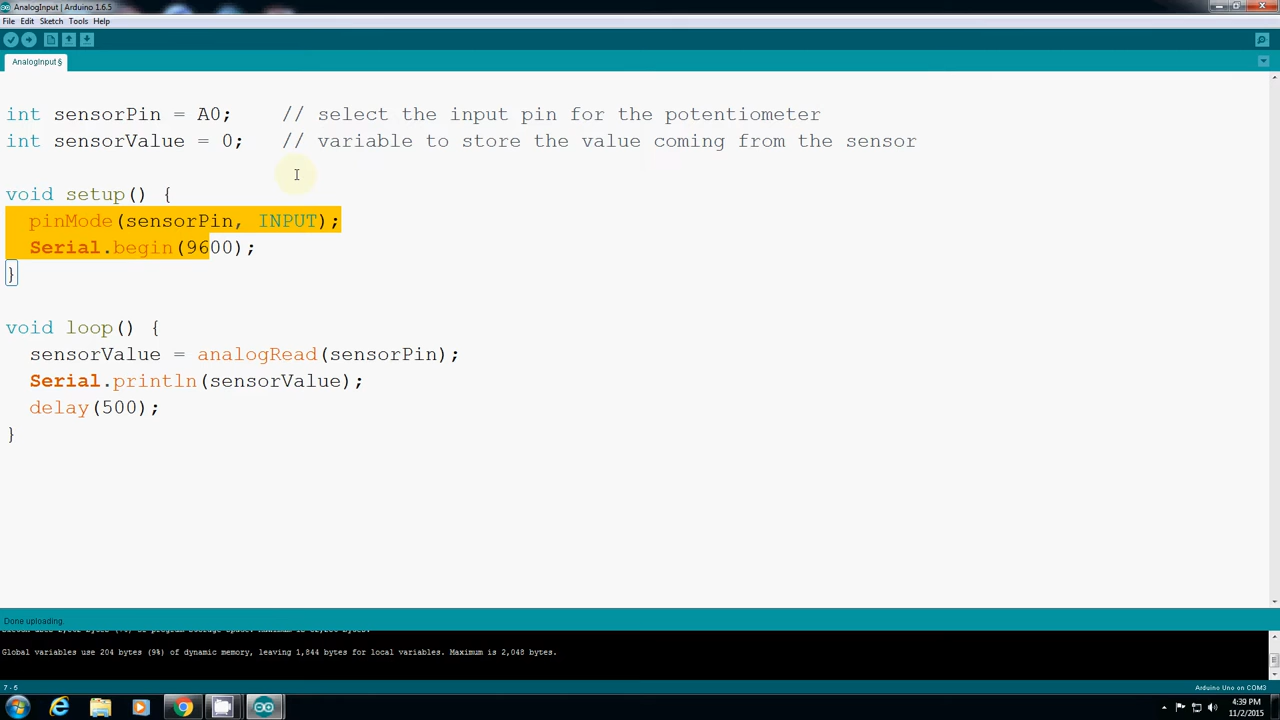 AnalogInput | Arduino 1.6.5
File Edit Sketch Tools Help
AnalogInput §
int sensorPin = A0;    // select the input pin for the potentiometer
int sensorValue = 0;   // variable to store the value coming from the sensor
void setup() {
pinMode(sensorPin, INPUT);
Serial.begin(9600);
}
void loop() {
sensorValue = analogRead(sensorPin);
Serial.println(sensorValue);
delay(500);
}
Done uploading.
Global variables use 204 bytes (9%) of dynamic memory, leaving 1,844 bytes for local variables. Maximum is 2,048 bytes.
Arduino Uno on COM3
4:39 PM
11/2/2015